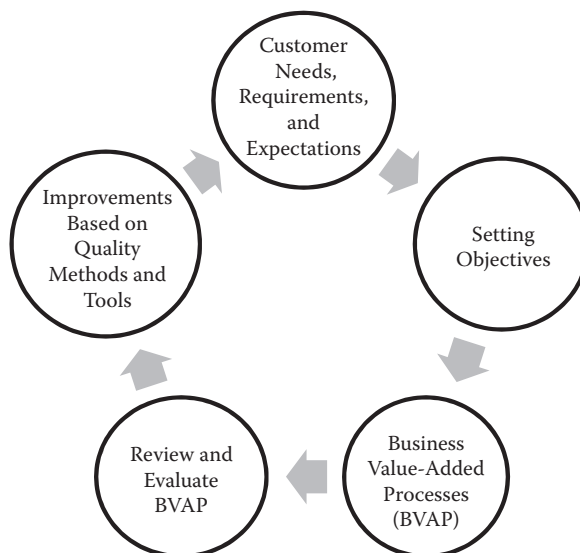 Customer
Needs,
Requirements,
and
Expectations
Setting
Objectives
Business
Value-Added
Processes
(BVAP)
Review and
Evaluate
BVAP
Improvements
Based on
Quality
Methods and
Tools